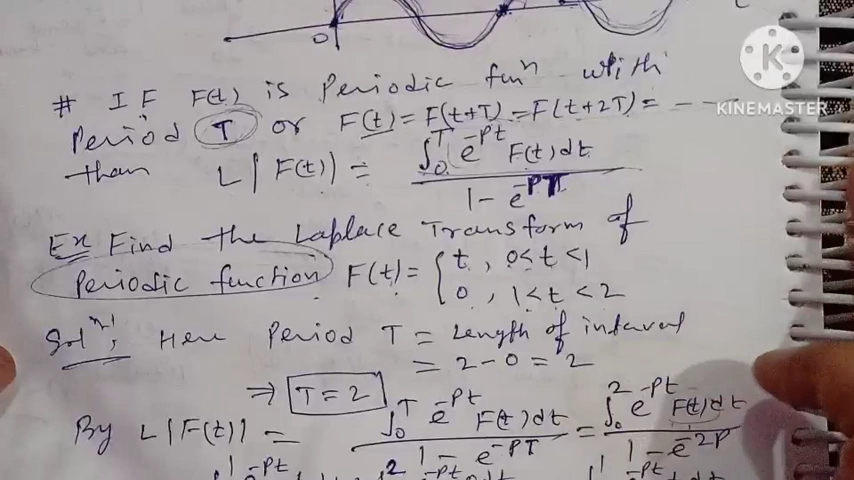 t
0
K
KINEMASTER
# IF F(t) is Periodic funⁿ with
Period T or F(t) = F(t+T) = F(t+2T) = ---
than L|F(t)| = ∫₀ᵀ e^-pt F(t)dt / 1 - e^-PT
Ex Find the Laplace Transform of
Periodic function F(t) = { t, 0<t<1
0, 1<t<2
Solⁿ; Here Period T = Length of interval
= 2-0 = 2
⇒ T = 2
By L|F(t)| = ∫₀ᵀ e^-pt F(t)dt / 1 - e^-PT = ∫₀² e^-pt F(t)dt / 1 - e^-2P